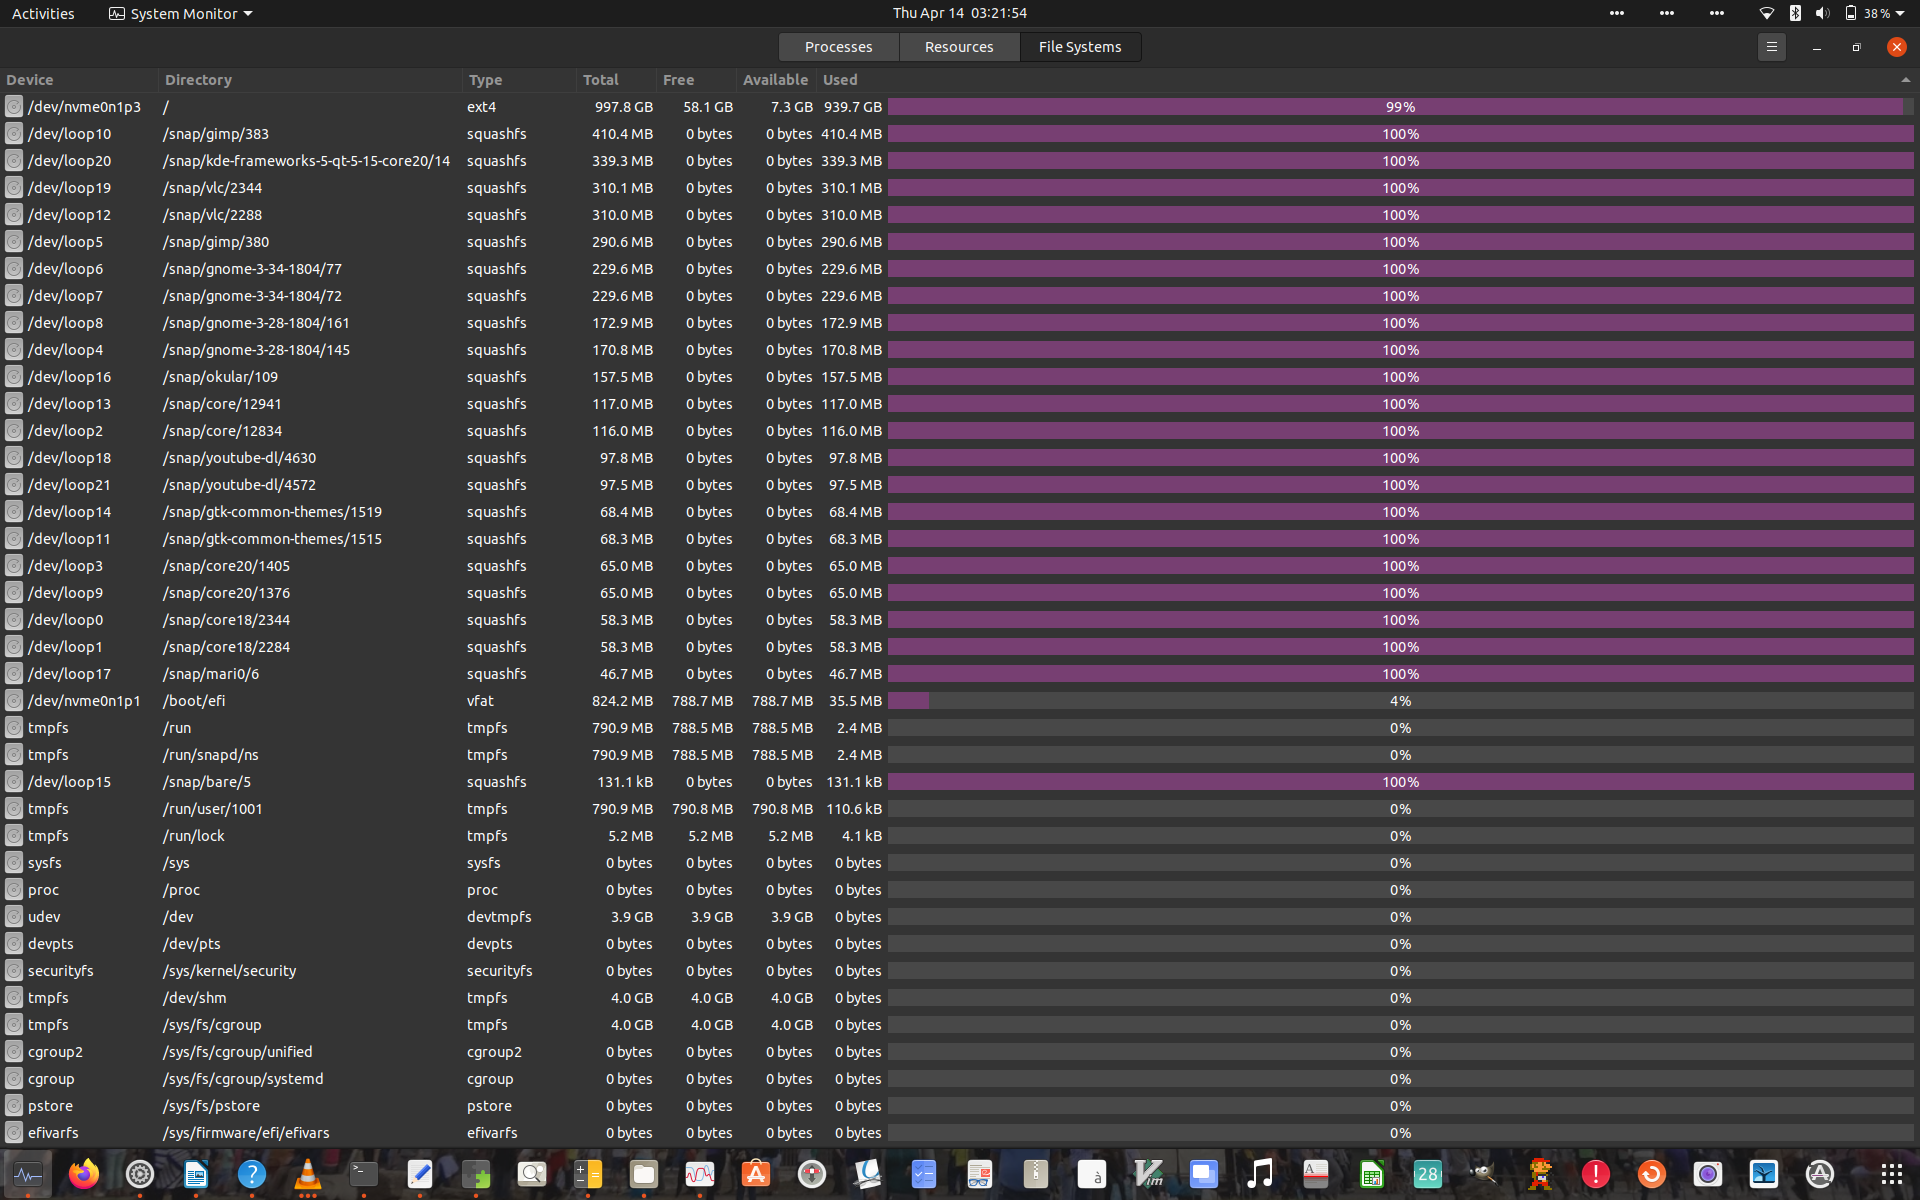 Activities System Monitor Thu Apr 14 03:21:54 38 %
Processes Resources File Systems
Device Directory Type Total Free Available Used
/dev/nvme0n1p3 / ext4 997.8 GB 58.1 GB 7.3 GB 939.7 GB 99%
/dev/loop10 /snap/gimp/383 squashfs 410.4 MB 0 bytes 0 bytes 410.4 MB 100%
/dev/loop20 /snap/kde-frameworks-5-qt-5-15-core20/14 squashfs 339.3 MB 0 bytes 0 bytes 339.3 MB 100%
/dev/loop19 /snap/vlc/2344 squashfs 310.1 MB 0 bytes 0 bytes 310.1 MB 100%
/dev/loop12 /snap/vlc/2288 squashfs 310.0 MB 0 bytes 0 bytes 310.0 MB 100%
/dev/loop5 /snap/gimp/380 squashfs 290.6 MB 0 bytes 0 bytes 290.6 MB 100%
/dev/loop6 /snap/gnome-3-34-1804/77 squashfs 229.6 MB 0 bytes 0 bytes 229.6 MB 100%
/dev/loop7 /snap/gnome-3-34-1804/72 squashfs 229.6 MB 0 bytes 0 bytes 229.6 MB 100%
/dev/loop8 /snap/gnome-3-28-1804/161 squashfs 172.9 MB 0 bytes 0 bytes 172.9 MB 100%
/dev/loop4 /snap/gnome-3-28-1804/145 squashfs 170.8 MB 0 bytes 0 bytes 170.8 MB 100%
/dev/loop16 /snap/okular/109 squashfs 157.5 MB 0 bytes 0 bytes 157.5 MB 100%
/dev/loop13 /snap/core/12941 squashfs 117.0 MB 0 bytes 0 bytes 117.0 MB 100%
/dev/loop2 /snap/core/12834 squashfs 116.0 MB 0 bytes 0 bytes 116.0 MB 100%
/dev/loop18 /snap/youtube-dl/4630 squashfs 97.8 MB 0 bytes 0 bytes 97.8 MB 100%
/dev/loop21 /snap/youtube-dl/4572 squashfs 97.5 MB 0 bytes 0 bytes 97.5 MB 100%
/dev/loop14 /snap/gtk-common-themes/1519 squashfs 68.4 MB 0 bytes 0 bytes 68.4 MB 100%
/dev/loop11 /snap/gtk-common-themes/1515 squashfs 68.3 MB 0 bytes 0 bytes 68.3 MB 100%
/dev/loop3 /snap/core20/1405 squashfs 65.0 MB 0 bytes 0 bytes 65.0 MB 100%
/dev/loop9 /snap/core20/1376 squashfs 65.0 MB 0 bytes 0 bytes 65.0 MB 100%
/dev/loop0 /snap/core18/2344 squashfs 58.3 MB 0 bytes 0 bytes 58.3 MB 100%
/dev/loop1 /snap/core18/2284 squashfs 58.3 MB 0 bytes 0 bytes 58.3 MB 100%
/dev/loop17 /snap/mari0/6 squashfs 46.7 MB 0 bytes 0 bytes 46.7 MB 100%
/dev/nvme0n1p1 /boot/efi vfat 824.2 MB 788.7 MB 788.7 MB 35.5 MB 4%
tmpfs /run tmpfs 790.9 MB 788.5 MB 788.5 MB 2.4 MB 0%
tmpfs /run/snapd/ns tmpfs 790.9 MB 788.5 MB 788.5 MB 2.4 MB 0%
/dev/loop15 /snap/bare/5 squashfs 131.1 kB 0 bytes 0 bytes 131.1 kB 100%
tmpfs /run/user/1001 tmpfs 790.9 MB 790.8 MB 790.8 MB 110.6 kB 0%
tmpfs /run/lock tmpfs 5.2 MB 5.2 MB 5.2 MB 4.1 kB 0%
sysfs /sys sysfs 0 bytes 0 bytes 0 bytes 0 bytes 0%
proc /proc proc 0 bytes 0 bytes 0 bytes 0 bytes 0%
udev /dev devtmpfs 3.9 GB 3.9 GB 3.9 GB 0 bytes 0%
devpts /dev/pts devpts 0 bytes 0 bytes 0 bytes 0 bytes 0%
securityfs /sys/kernel/security securityfs 0 bytes 0 bytes 0 bytes 0 bytes 0%
tmpfs /dev/shm tmpfs 4.0 GB 4.0 GB 4.0 GB 0 bytes 0%
tmpfs /sys/fs/cgroup tmpfs 4.0 GB 4.0 GB 4.0 GB 0 bytes 0%
cgroup2 /sys/fs/cgroup/unified cgroup2 0 bytes 0 bytes 0 bytes 0 bytes 0%
cgroup /sys/fs/cgroup/systemd cgroup 0 bytes 0 bytes 0 bytes 0 bytes 0%
pstore /sys/fs/pstore pstore 0 bytes 0 bytes 0 bytes 0 bytes 0%
efivarfs /sys/firmware/efi/efivars efivarfs 0 bytes 0 bytes 0 bytes 0 bytes 0%
? A à Vim A 28 !